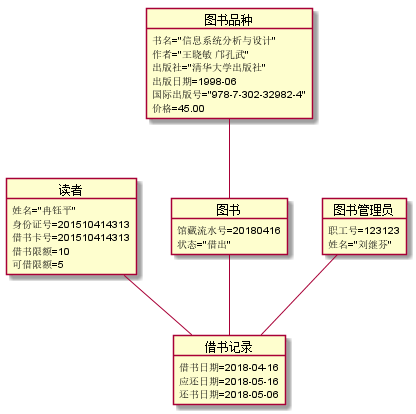 图书品种
书名="信息系统分析与设计"
作者="王晓敏 邝孔武"
出版社="清华大学出版社"
出版日期=1998-06
国际出版号="978-7-302-32982-4"
价格=45.00
读者
姓名="冉钰平"
身份证号=201510414313
借书卡号=201510414313
借书限额=10
可借限额=5
图书
馆藏流水号=20180416
状态="借出"
图书管理员
职工号=123123
姓名="刘继芬"
借书记录
借书日期=2018-04-16
应还日期=2018-05-16
还书日期=2018-05-06